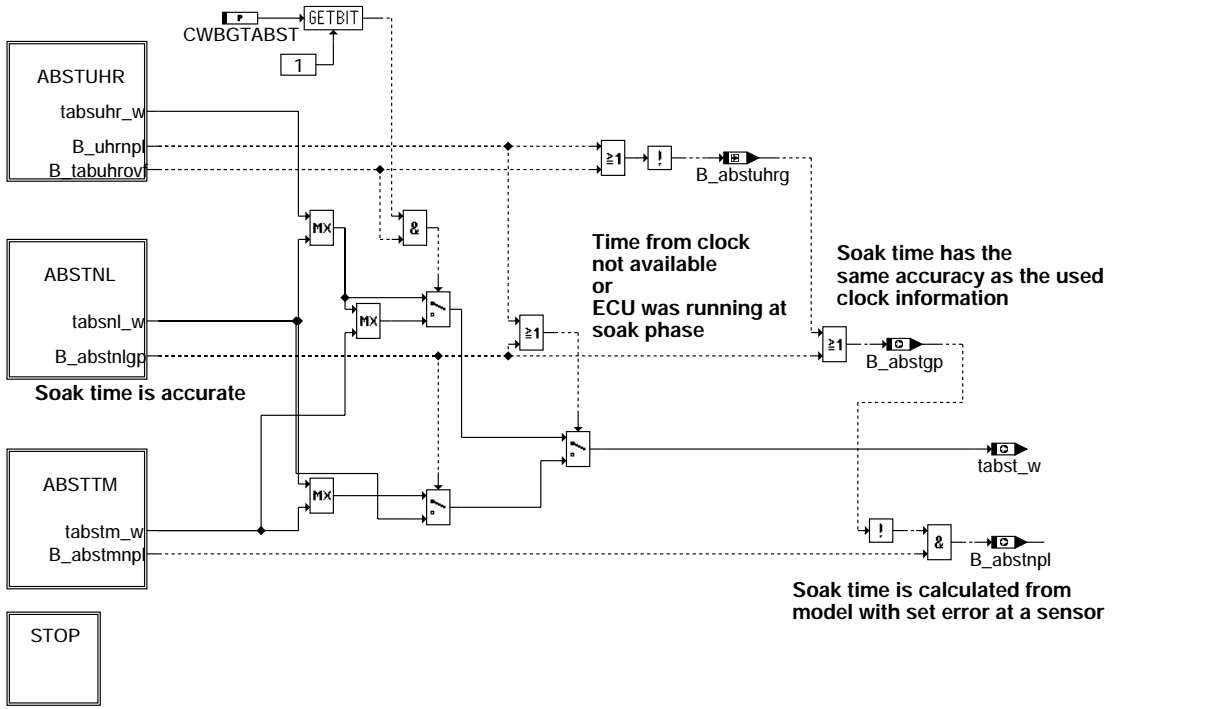 P
GETBIT
CWBGTABST
1
ABSTUHR
tabsuhr_w
B_uhrnpl
B_tabuhrovf
≥1
!
B_abstuhrg
MX
&
ABSTNL
tabsnl_w
B_abstnlgp
Soak time is accurate
MX
Time from clock
not available
or
ECU was running at
soak phase
≥1
Soak time has the
same accuracy as the used
clock information
≥1
B_abstgp
tabst_w
ABSTTM
tabstm_w
B_abstmnpl
MX
!
&
B_abstnpl
Soak time is calculated from
model with set error at a sensor
STOP